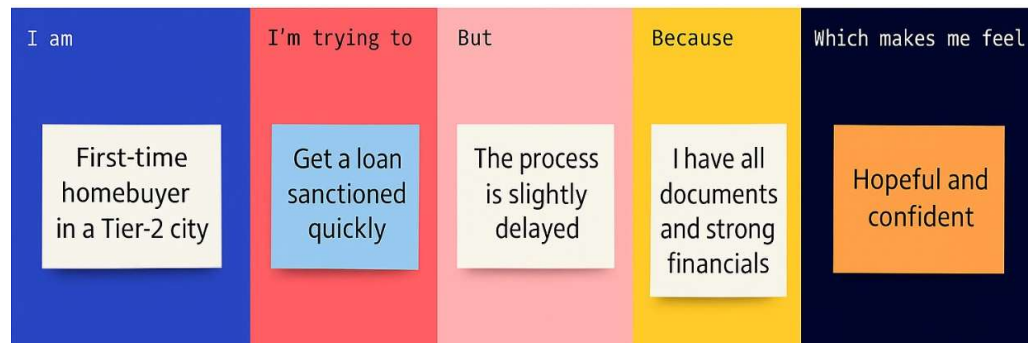 I am
First-time
homebuyer
in a Tier-2 city
I'm trying to
Get a loan
sanctioned
quickly
But
The process
is slightly
delayed
Because
I have all
documents
and strong
financials
Which makes me feel
Hopeful and
confident